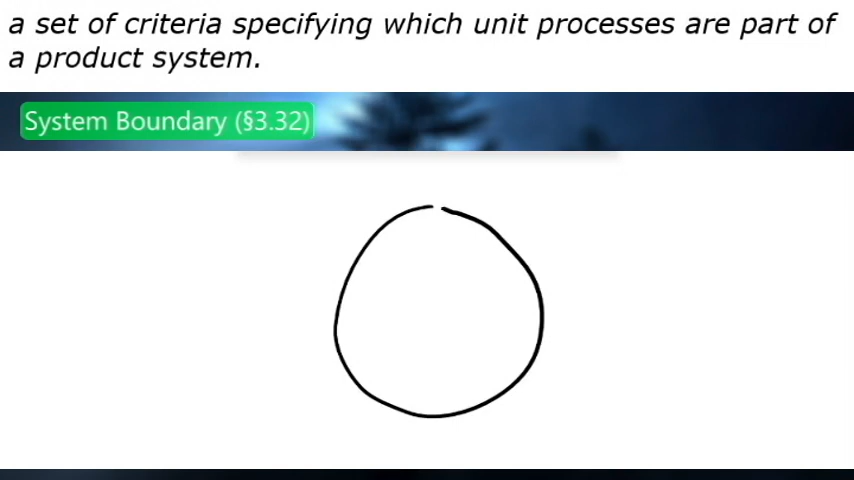 a set of criteria specifying which unit processes are part of
a product system.
System Boundary (§3.32)